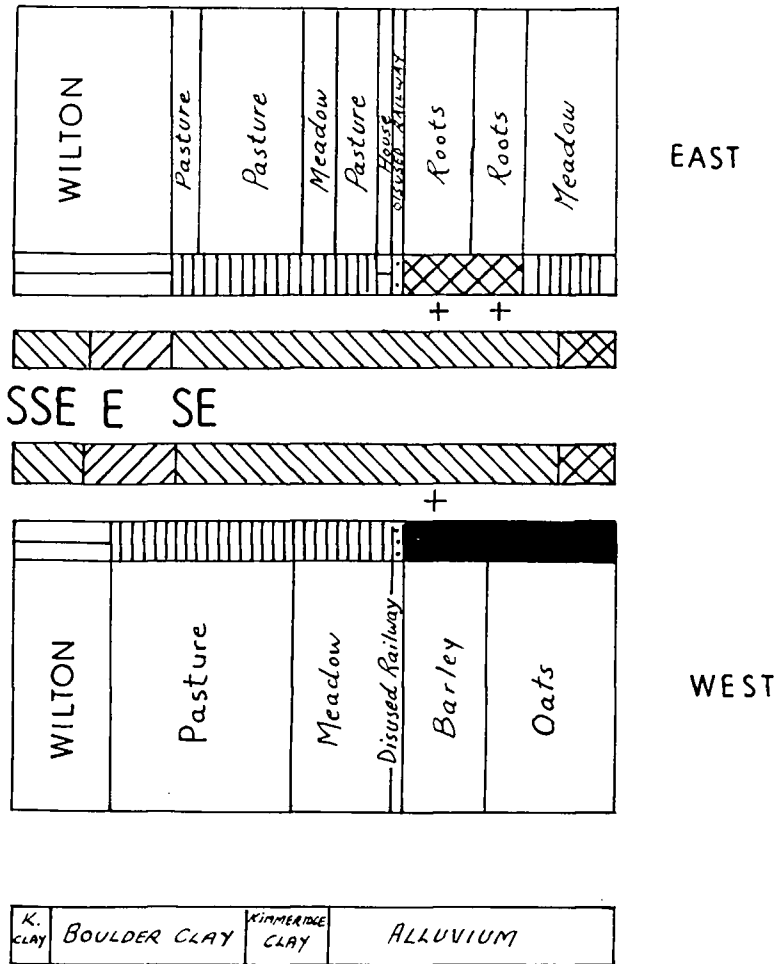 WILTON
Pasture
Pasture
Meadow
Pasture
House
DISUSED RAILWAY
Roots
Roots
Meadow
EAST
+ +
SSE E SE
+
WILTON
Pasture
Meadow
Disused Railway
Barley
Oats
WEST
K. CLAY
BOULDER CLAY
KIMMERIDGE CLAY
ALLUVIUM